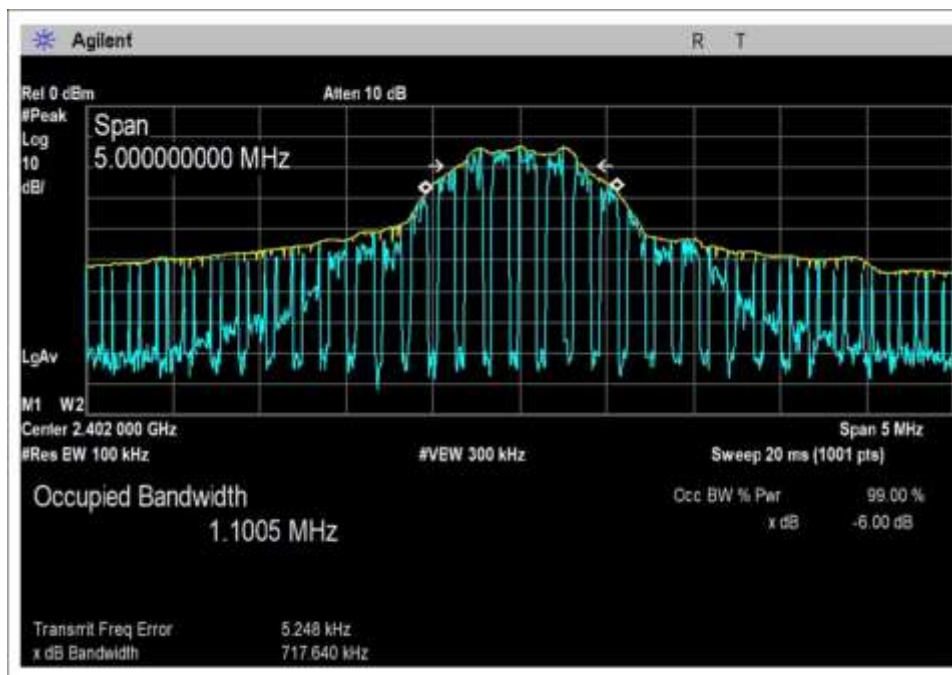 Agilent R T
Ref 0 dBm Atten 10 dB
#Peak
Log
10
dB/
Span
5.000000000 MHz
LgAv
M1 W2
Center 2.402 000 GHz Span 5 MHz
#Res BW 100 kHz #VBW 300 kHz Sweep 20 ms (1001 pts)
Occupied Bandwidth
1.1005 MHz
Occ BW % Pwr 99.00 %
x dB -6.00 dB
Transmit Freq Error 5.248 kHz
x dB Bandwidth 717.640 kHz